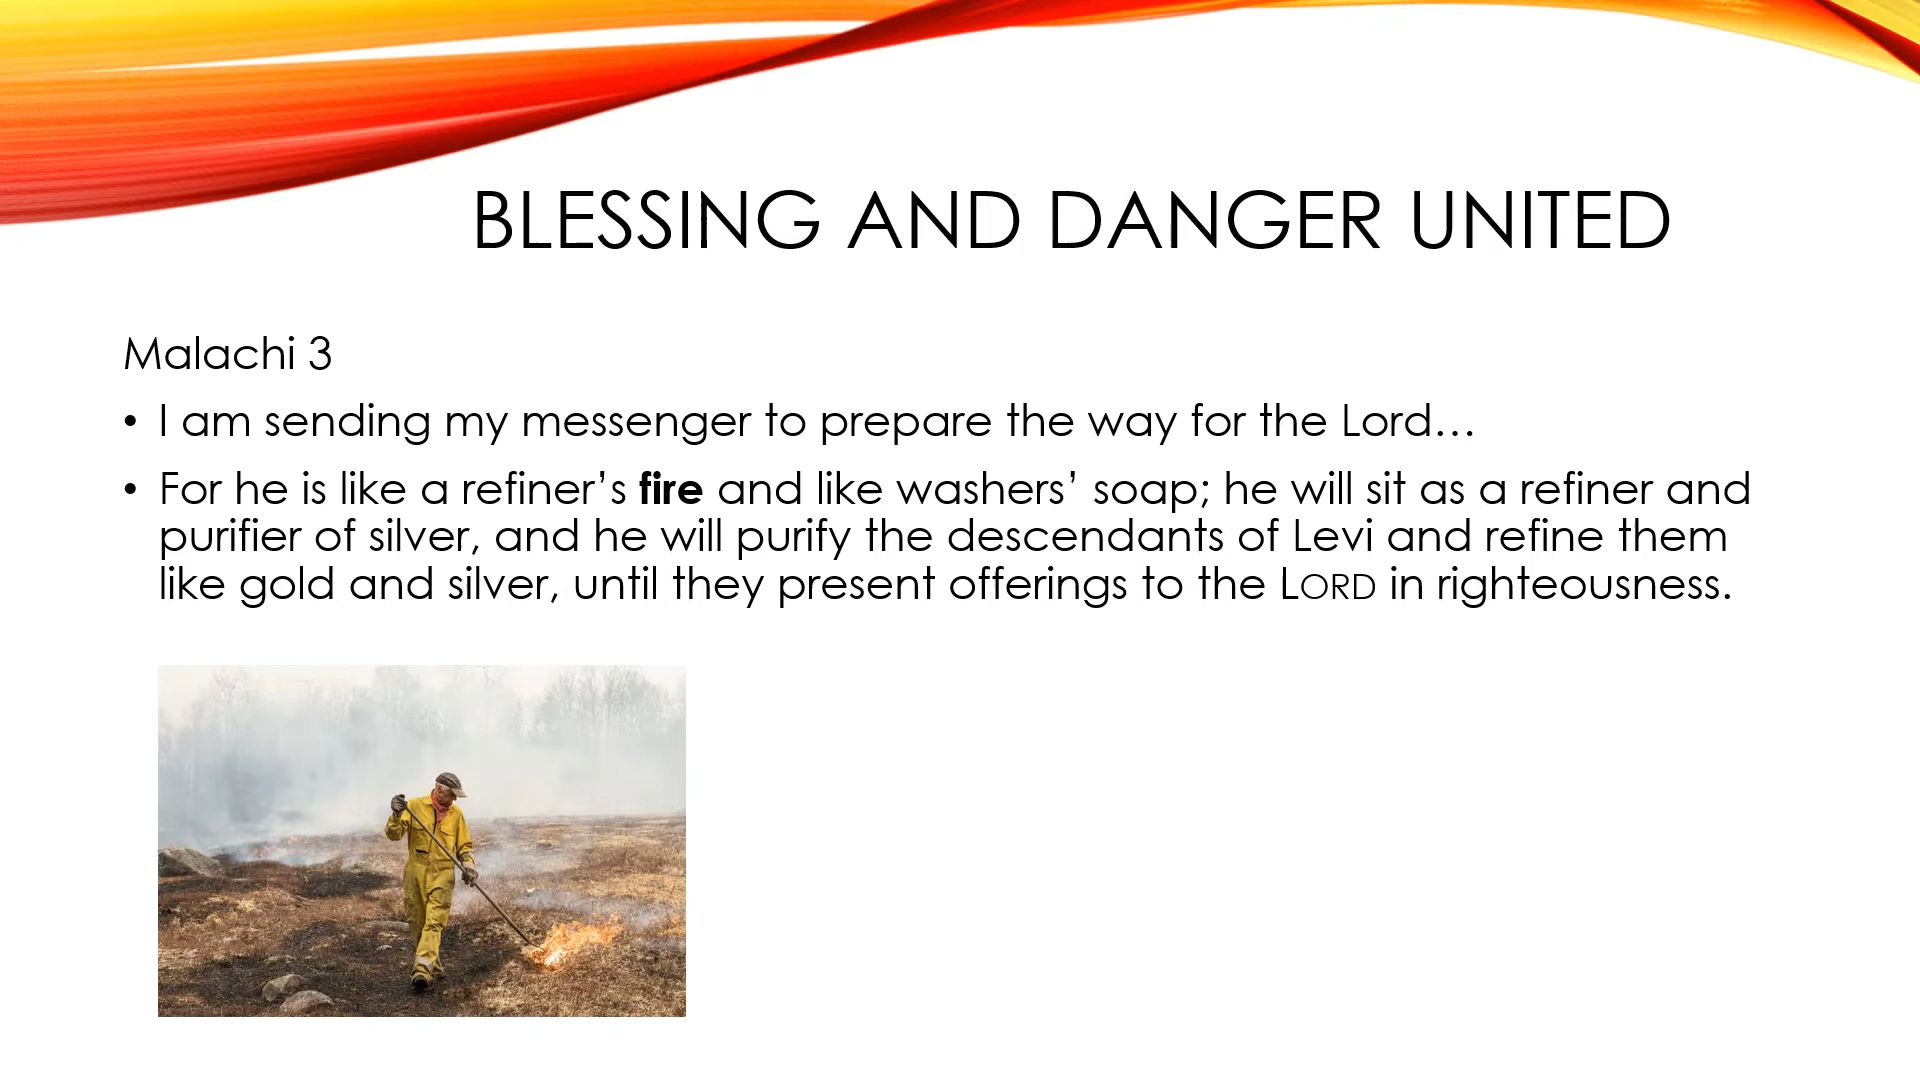 BLESSING AND DANGER UNITED
Malachi 3
• I am sending my messenger to prepare the way for the Lord…
• For he is like a refiner’s fire and like washers’ soap; he will sit as a refiner and
purifier of silver, and he will purify the descendants of Levi and refine them
like gold and silver, until they present offerings to the LORD in righteousness.